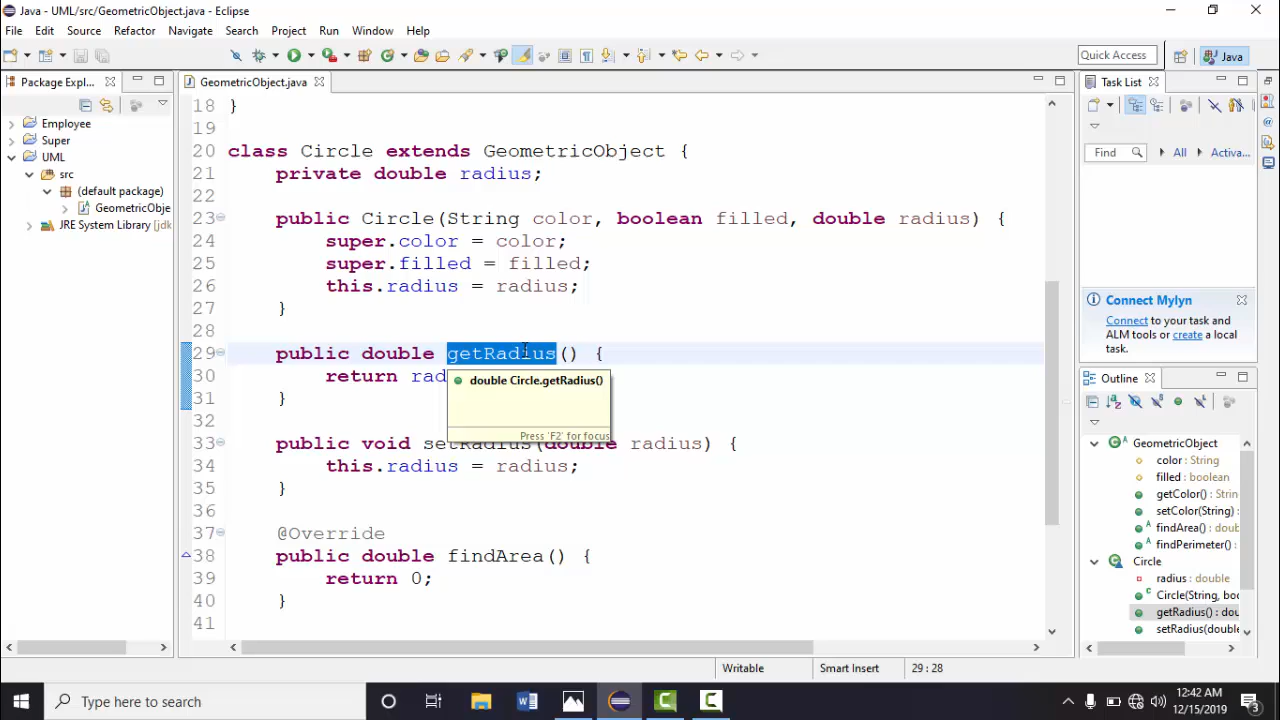 Java - UML/src/GeometricObject.java - Eclipse
File Edit Source Refactor Navigate Search Project Run Window Help
Quick Access
Java
Package Expl...
GeometricObject.java
Task List
Employee
Super
UML
src
(default package)
GeometricObje
JRE System Library [jdk
18 }
19
20 class Circle extends GeometricObject {
21 private double radius;
22
23 public Circle(String color, boolean filled, double radius) {
24 super.color = color;
25 super.filled = filled;
26 this.radius = radius;
27 }
28
29 public double getRadius() {
30 return rad
double Circle.getRadius()
Press 'F2' for focus
31 }
32
33 public void setRadius(double radius) {
34 this.radius = radius;
35 }
36
37 @Override
38 public double findArea() {
39 return 0;
40 }
41
Find All Activa...
Connect Mylyn
Connect to your task and
ALM tools or create a local
task.
Outline
GeometricObject
color : String
filled : boolean
getColor() : Strin
setColor(String) :
findArea() : doub
findPerimeter() :
Circle
radius : double
Circle(String, boo
getRadius() : dou
setRadius(double
Writable
Smart Insert
29 : 28
Type here to search
12:42 AM
12/15/2019
3